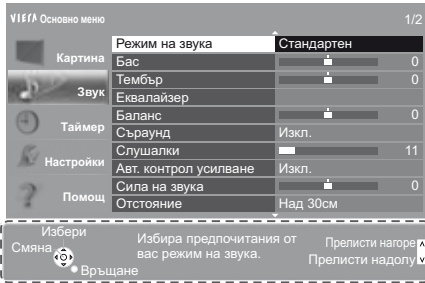 VIErA Основно меню 1/2
Картина
Звук
Таймер
Настройки
Помощ
Режим на звука Стандартен
Бас 0
Тембър 0
Еквалайзер
Баланс 0
Съраунд Изкл.
Слушалки 11
Авт. контрол усилване Изкл.
Сила на звука 0
Отстояние Над 30см
Избери
Смяна
Връщане
Избира предпочитания от
вас режим на звука.
Прелисти нагоре
Прелисти надолу